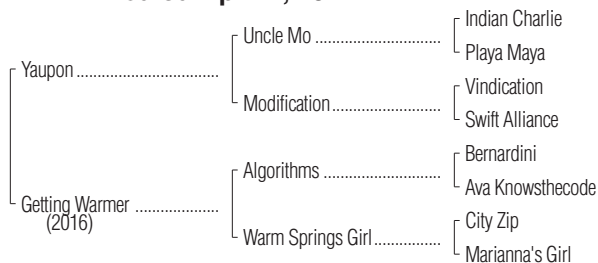 Indian Charlie
Uncle Mo ..............................
Playa Maya
Yaupon ..................................
Vindication
Modification..........................
Swift Alliance
Bernardini
Algorithms ............................
Ava Knowsthecode
Getting Warmer ....................
(2016)
City Zip
Warm Springs Girl................
Marianna's Girl